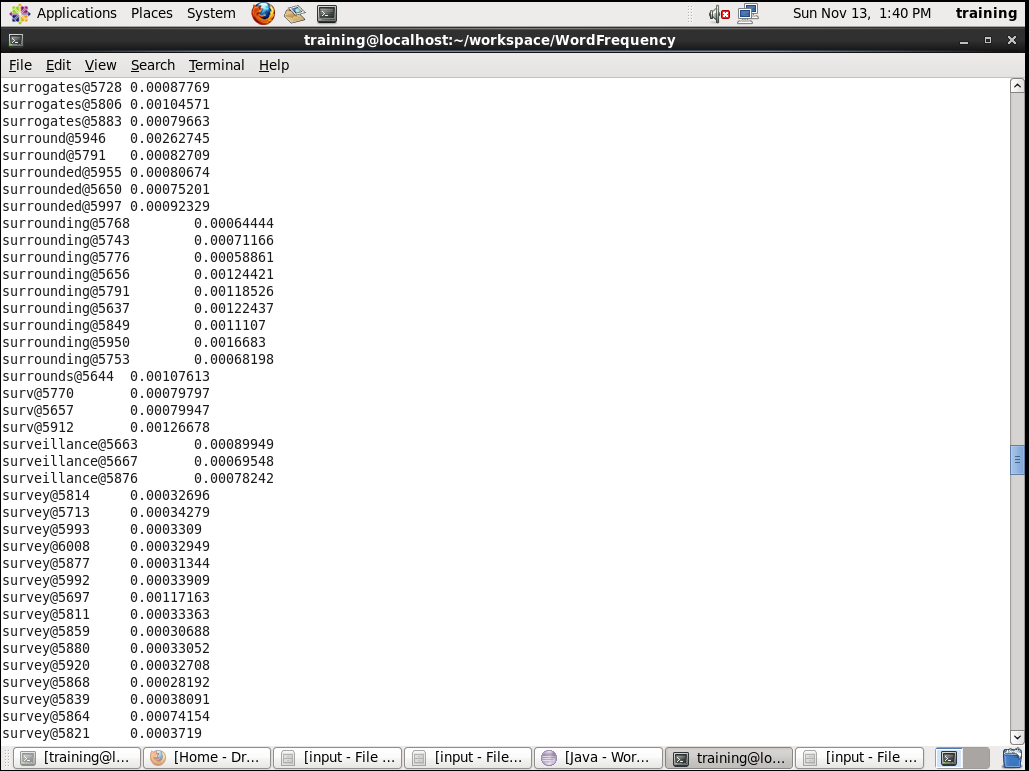 Applications Places System Sun Nov 13, 1:40 PM training
training@localhost:~/workspace/WordFrequency
File Edit View Search Terminal Help
surrogates@5728 0.00087769
surrogates@5806 0.00104571
surrogates@5883 0.00079663
surround@5946 0.00262745
surround@5791 0.00082709
surrounded@5955 0.00080674
surrounded@5650 0.00075201
surrounded@5997 0.00092329
surrounding@5768 0.00064444
surrounding@5743 0.00071166
surrounding@5776 0.00058861
surrounding@5656 0.00124421
surrounding@5791 0.00118526
surrounding@5637 0.00122437
surrounding@5849 0.0011107
surrounding@5950 0.0016683
surrounding@5753 0.00068198
surrounds@5644 0.00107613
surv@5770 0.00079797
surv@5657 0.00079947
surv@5912 0.00126678
surveillance@5663 0.00089949
surveillance@5667 0.00069548
surveillance@5876 0.00078242
survey@5814 0.00032696
survey@5713 0.00034279
survey@5993 0.0003309
survey@6008 0.00032949
survey@5877 0.00031344
survey@5992 0.00033909
survey@5697 0.00117163
survey@5811 0.00033363
survey@5859 0.00030688
survey@5880 0.00033052
survey@5920 0.00032708
survey@5868 0.00028192
survey@5839 0.00038091
survey@5864 0.00074154
survey@5821 0.0003719
[training@l... [Home - Dr... [input - File ... [input - File... [Java - Wor... training@lo... [input - File ...